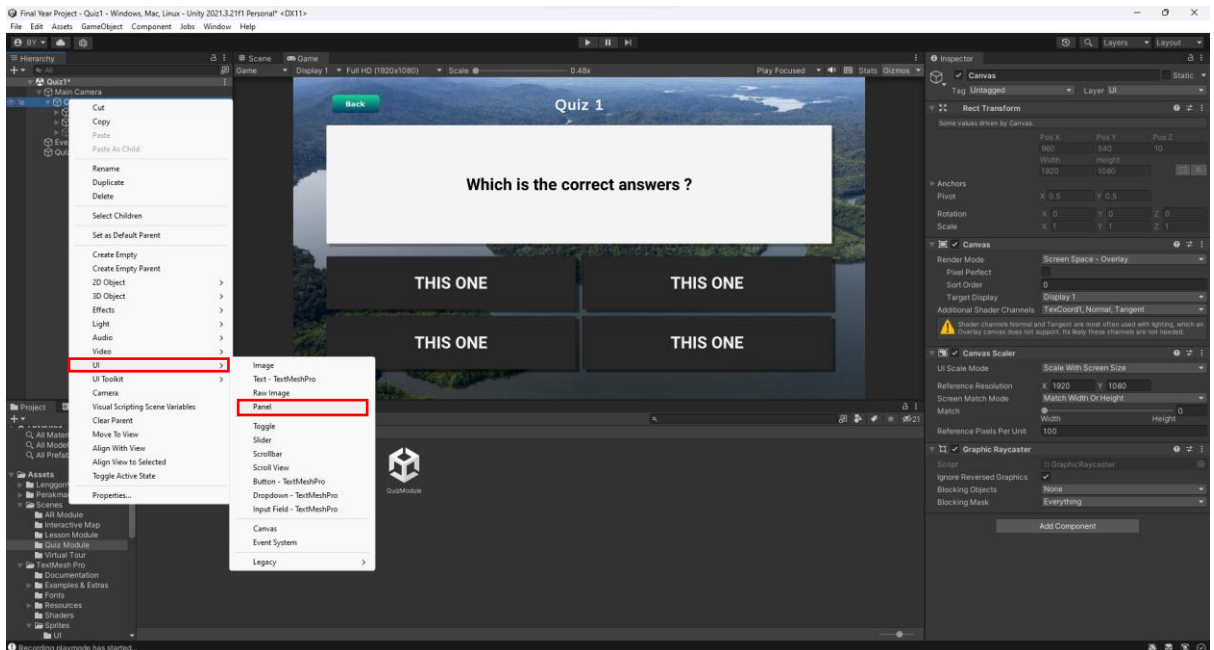 Final Year Project - Quiz1 - Windows, Mac, Linux - Unity 2021.3.21f1 Personal* <DX11>
File Edit Assets GameObject Component Jobs Window Help
BY
Layers
Layout
Hierarchy
All
Quiz1*
Main Camera
Scene
Game
Game
Display 1
Full HD (1920x1080)
Scale
0.48x
Play Focused
Stats
Gizmos
Cut
Copy
Paste
Paste As Child
Rename
Duplicate
Delete
Select Children
Set as Default Parent
Create Empty
Create Empty Parent
2D Object
3D Object
Effects
Light
Audio
Video
UI
UI Toolkit
Camera
Visual Scripting Scene Variables
Clear Parent
Move To View
Align With View
Align View to Selected
Toggle Active State
Properties...
Image
Text - TextMeshPro
Raw Image
Panel
Toggle
Slider
Scrollbar
Scroll View
Button - TextMeshPro
Dropdown - TextMeshPro
Input Field - TextMeshPro
Canvas
Event System
Legacy
Back
Quiz 1
Which is the correct answers ?
THIS ONE
THIS ONE
THIS ONE
THIS ONE
Project
All Materi
All Model
All Prefab
Assets
Lenggon
Perakma
Scenes
AR Module
Interactive Map
Lesson Module
Quiz Module
Virtual Tour
TextMesh Pro
Documentation
Examples & Extras
Fonts
Resources
Shaders
Sprites
UI
QuizModule
21
Recording playmode has started...
Inspector
Canvas
Static
Tag Untagged
Layer UI
Rect Transform
Some values driven by Canvas.
Pos X Pos Y Pos Z
960 540 10
Width Height
1920 1080
R
Anchors
Pivot X 0.5 Y 0.5
Rotation X 0 Y 0 Z 0
Scale X 1 Y 1 Z 1
Canvas
Render Mode Screen Space - Overlay
Pixel Perfect
Sort Order 0
Target Display Display 1
Additional Shader Channels TexCoord1, Normal, Tangent
Shader channels Normal and Tangent are most often used with lighting, which an
Overlay canvas does not support. Its likely these channels are not needed.
Canvas Scaler
UI Scale Mode Scale With Screen Size
Reference Resolution X 1920 Y 1080
Screen Match Mode Match Width Or Height
Match 0
Width Height
Reference Pixels Per Unit 100
Graphic Raycaster
Script GraphicRaycaster
Ignore Reversed Graphics
Blocking Objects None
Blocking Mask Everything
Add Component